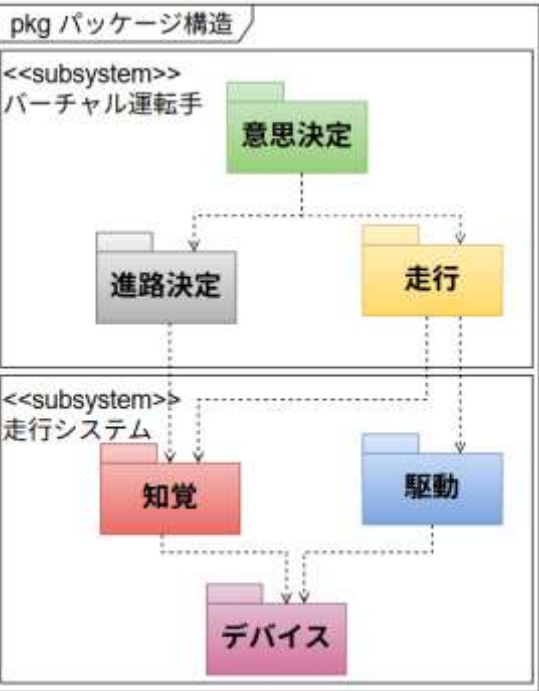 pkg パッケージ構造
<<subsystem>>
バーチャル運転手
意思決定
進路決定
走行
<<subsystem>>
走行システム
知覚
駆動
デバイス